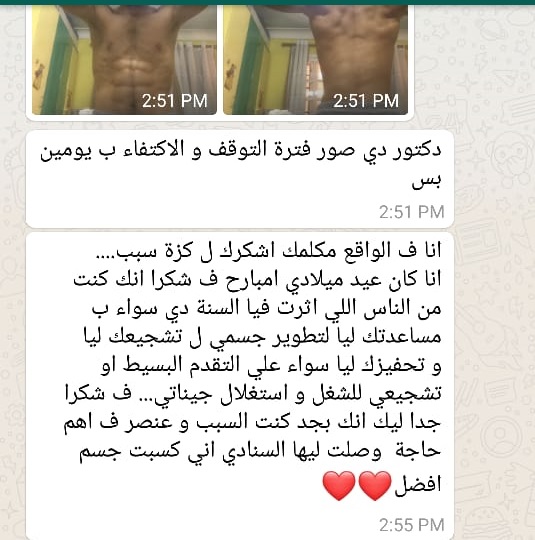 2:51 PM
2:51 PM
دكتور دي صور فترة التوقف و الاكتفاء ب يومين
بس
2:51 PM
انا ف الواقع مكلمك اشكرك ل كزة سبب....
انا كان عيد ميلادي امبارح ف شكرا انك كنت
من الناس اللي اثرت فيا السنة دي سواء ب
مساعدتك ليا لتطوير جسمي ل تشجيعك ليا
و تحفيزك ليا سواء علي التقدم البسيط او
تشجيعي للشغل و استغلال جيناتي... ف شكرا
جدا ليك انك بجد كنت السبب و عنصر ف اهم
حاجة وصلت ليها السنادي اني كسبت جسم
افضل❤️❤️
2:55 PM